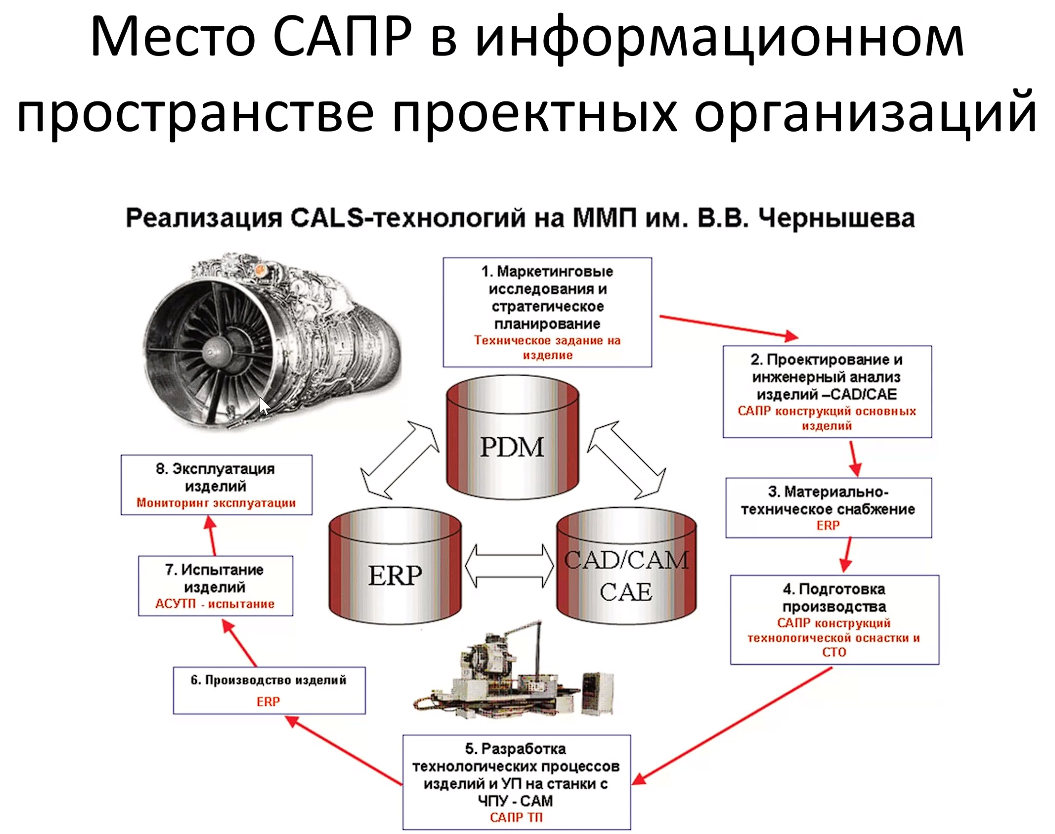 Место САПР в информационном
пространстве проектных организаций
Реализация CALS-технологий на ММП им. В.В. Чернышева
1. Маркетинговые
исследования и
стратегическое
планирование
Техническое задание на
изделие
2. Проектирование и
инженерный анализ
изделий –CAD/CAE
САПР конструкций основных
изделий
3. Материально-
техническое снабжение
ERP
4. Подготовка
производства
САПР конструкций
технологической оснастки и
СТО
5. Разработка
технологических процессов
изделий и УП на станки с
ЧПУ - САМ
САПР ТП
6. Производство изделий
ERP
7. Испытание
изделий
АСУТП - испытание
8. Эксплуатация
изделий
Мониторинг эксплуатации
PDM
ERP
CAD/CAM
CAE